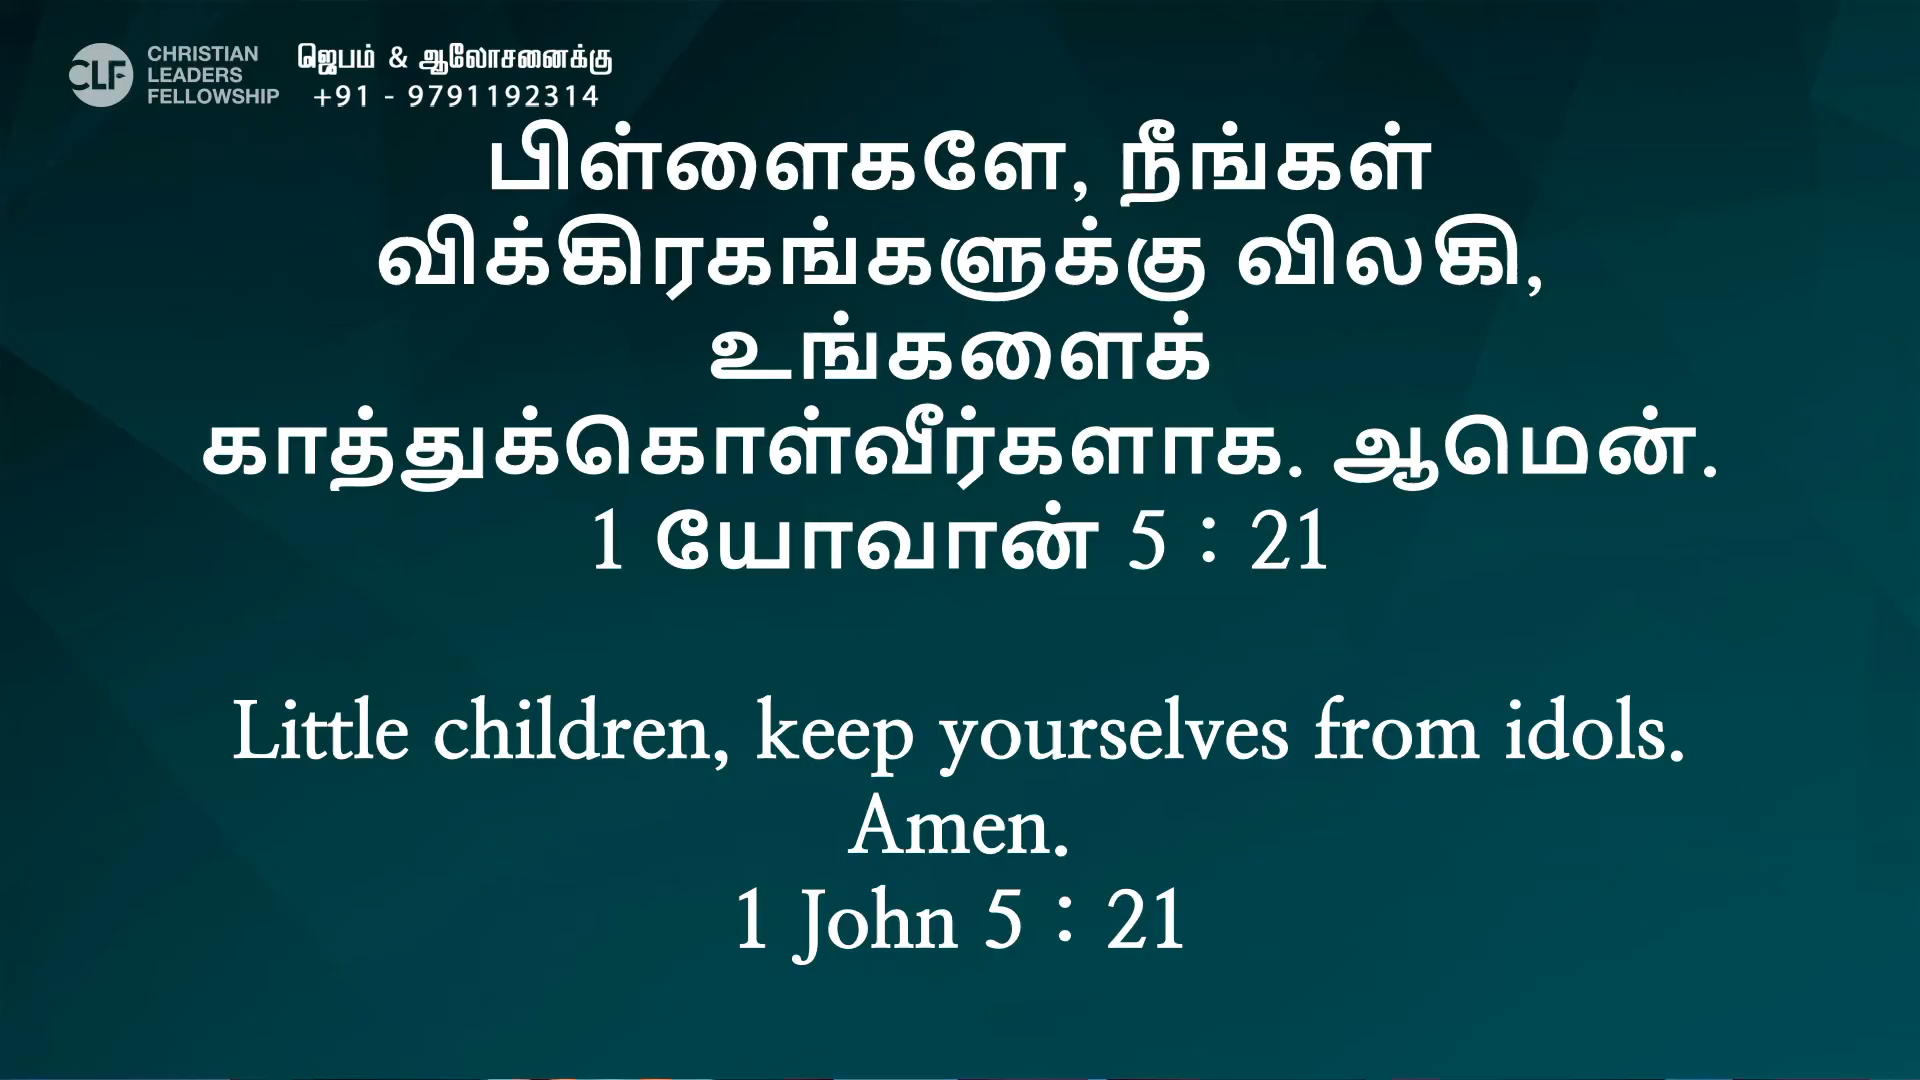 CLF
CHRISTIAN
LEADERS
FELLOWSHIP
ஜெபம் & ஆலோசனைக்கு
+91 - 9791192314
பிள்ளைகளே, நீங்கள்
விக்கிரகங்களுக்கு விலகி,
உங்களைக்
காத்துக்கொள்வீர்களாக. ஆமென்.
1 யோவான் 5 : 21
Little children, keep yourselves from idols.
Amen.
1 John 5 : 21